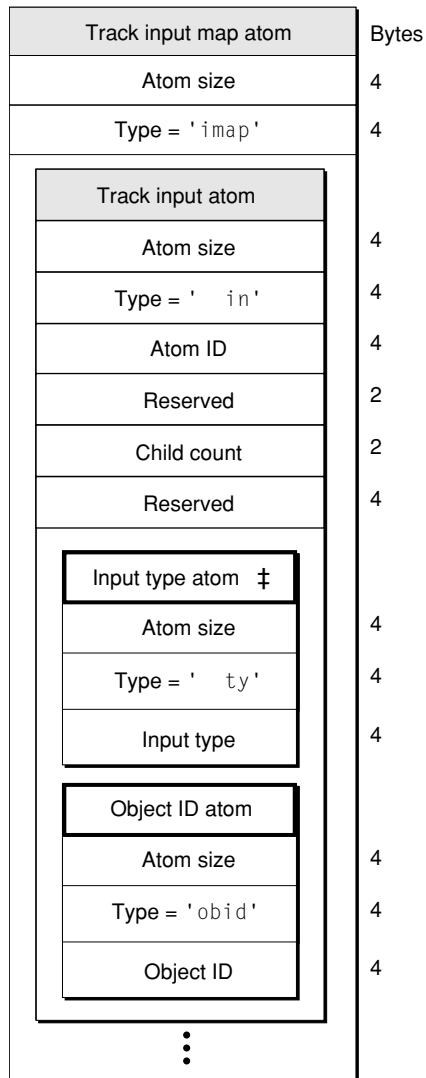 Track input map atom Bytes
Atom size 4
Type = 'imap' 4
Track input atom
Atom size 4
Type = '  in' 4
Atom ID 4
Reserved 2
Child count 2
Reserved 4
Input type atom ‡
Atom size 4
Type = '  ty' 4
Input type 4
Object ID atom
Atom size 4
Type = 'obid' 4
Object ID 4